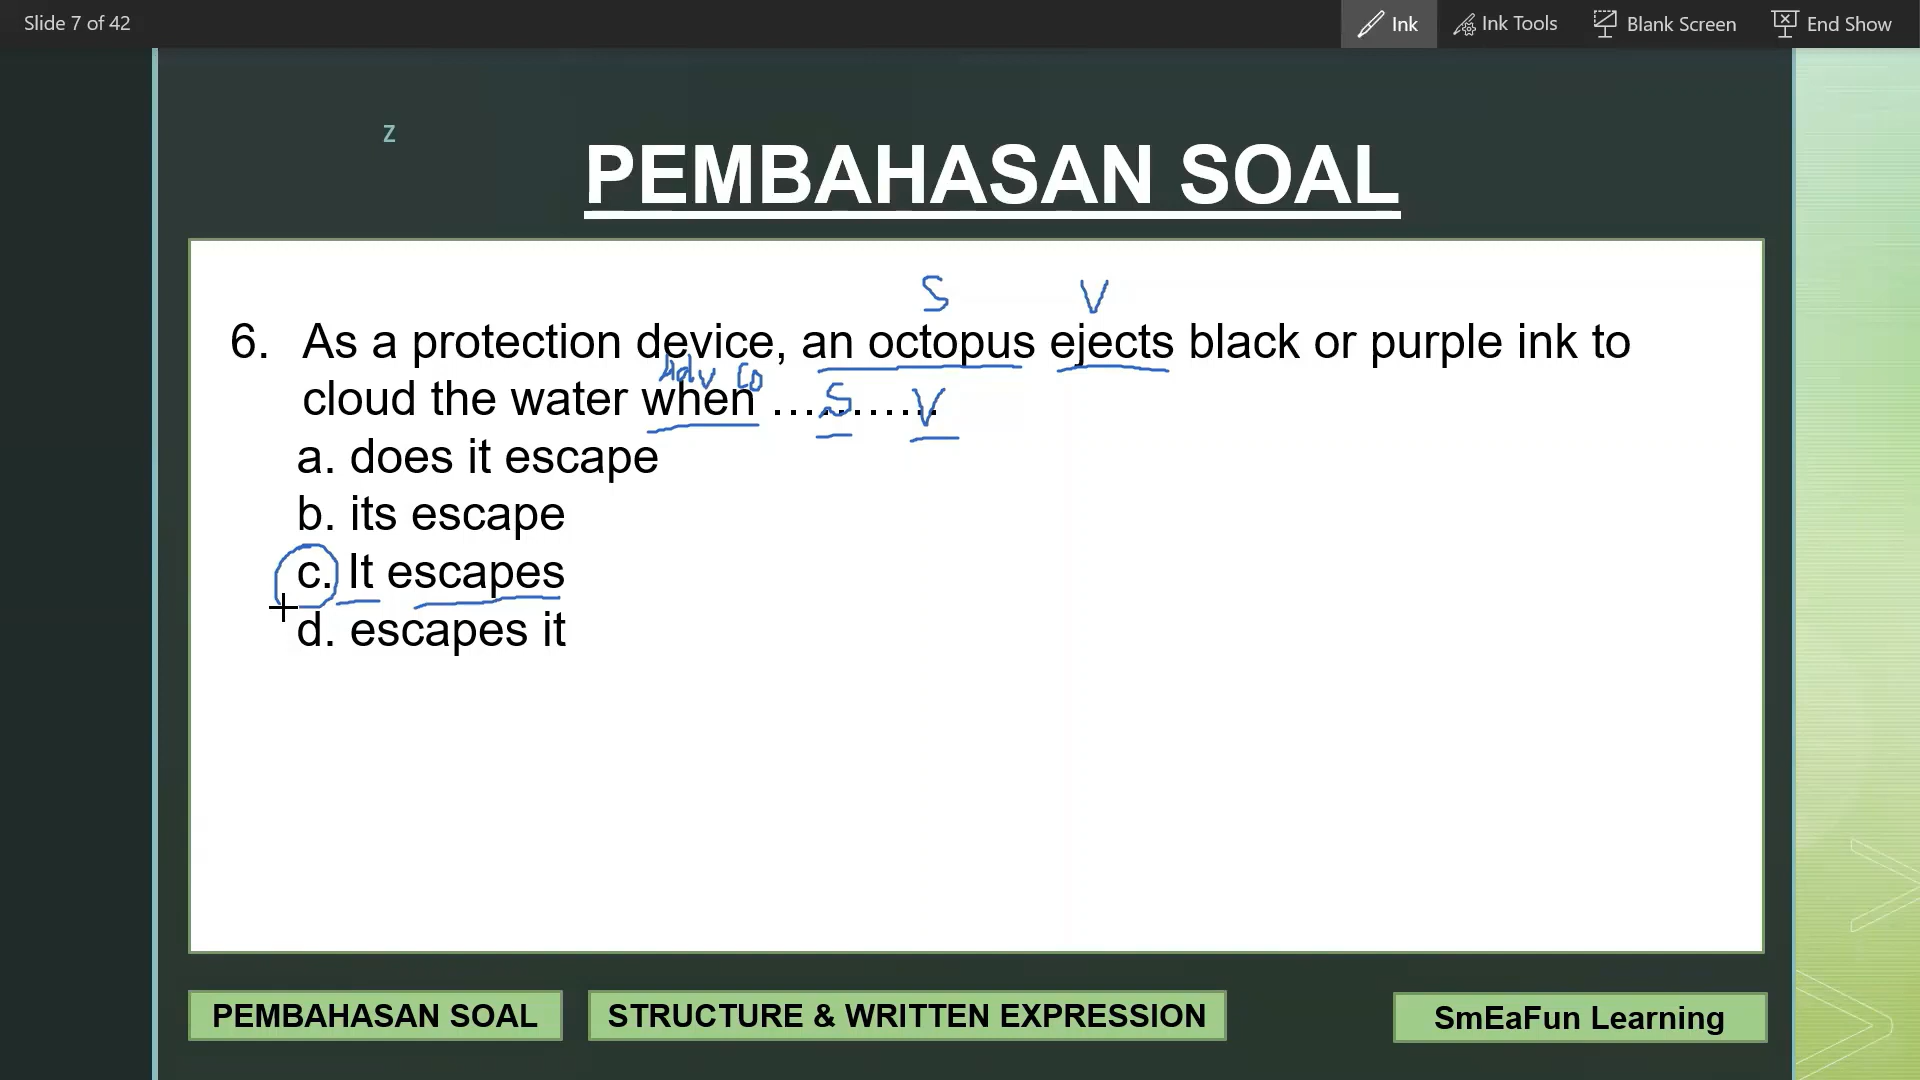 Slide 7 of 42
Ink
Ink Tools
Blank Screen
End Show
z
PEMBAHASAN SOAL
S V
6. As a protection device, an octopus ejects black or purple ink to
Adv Co
cloud the water when ............
S V
a. does it escape
b. its escape
c. It escapes
d. escapes it
PEMBAHASAN SOAL
STRUCTURE & WRITTEN EXPRESSION
SmEaFun Learning